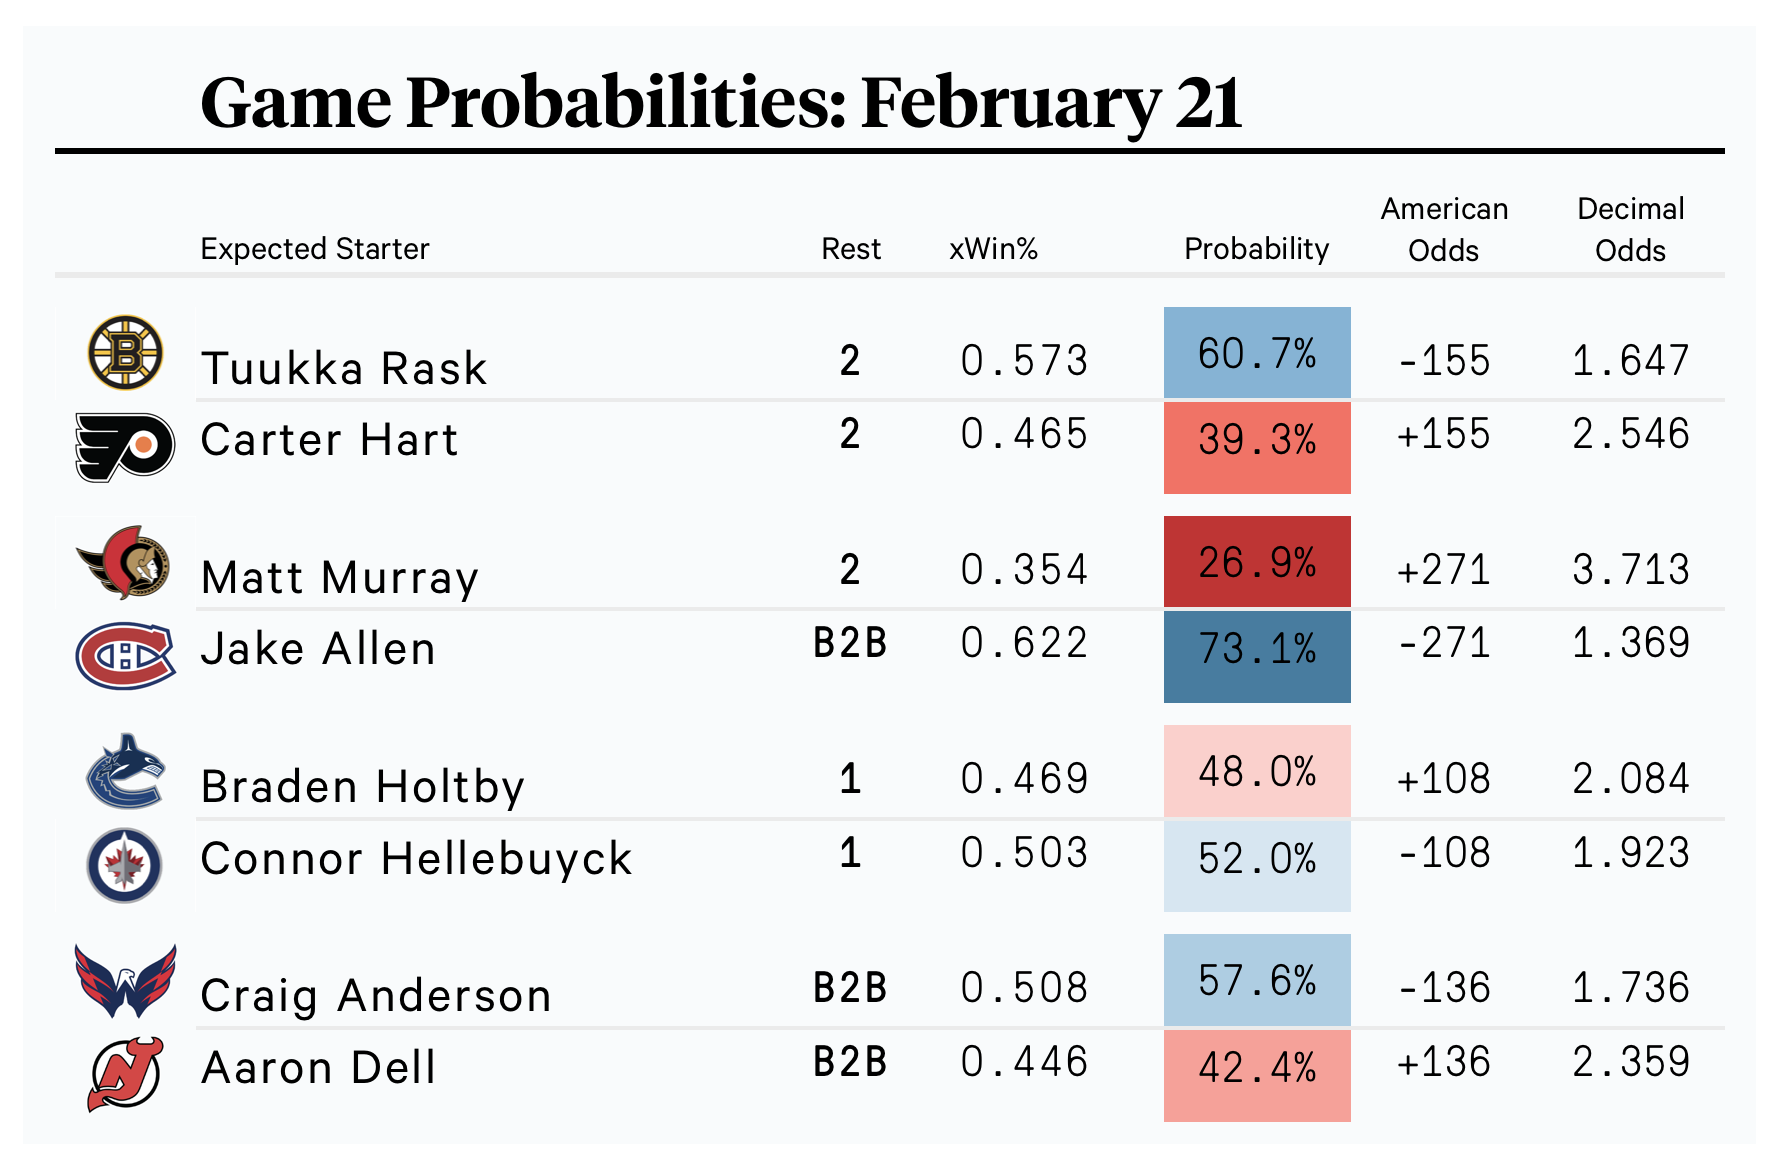 Game Probabilities: February 21
Expected Starter Rest xWin% Probability American Odds Decimal Odds
Tuukka Rask 2 0.573 60.7% -155 1.647
Carter Hart 2 0.465 39.3% +155 2.546
Matt Murray 2 0.354 26.9% +271 3.713
Jake Allen B2B 0.622 73.1% -271 1.369
Braden Holtby 1 0.469 48.0% +108 2.084
Connor Hellebuyck 1 0.503 52.0% -108 1.923
Craig Anderson B2B 0.508 57.6% -136 1.736
Aaron Dell B2B 0.446 42.4% +136 2.359